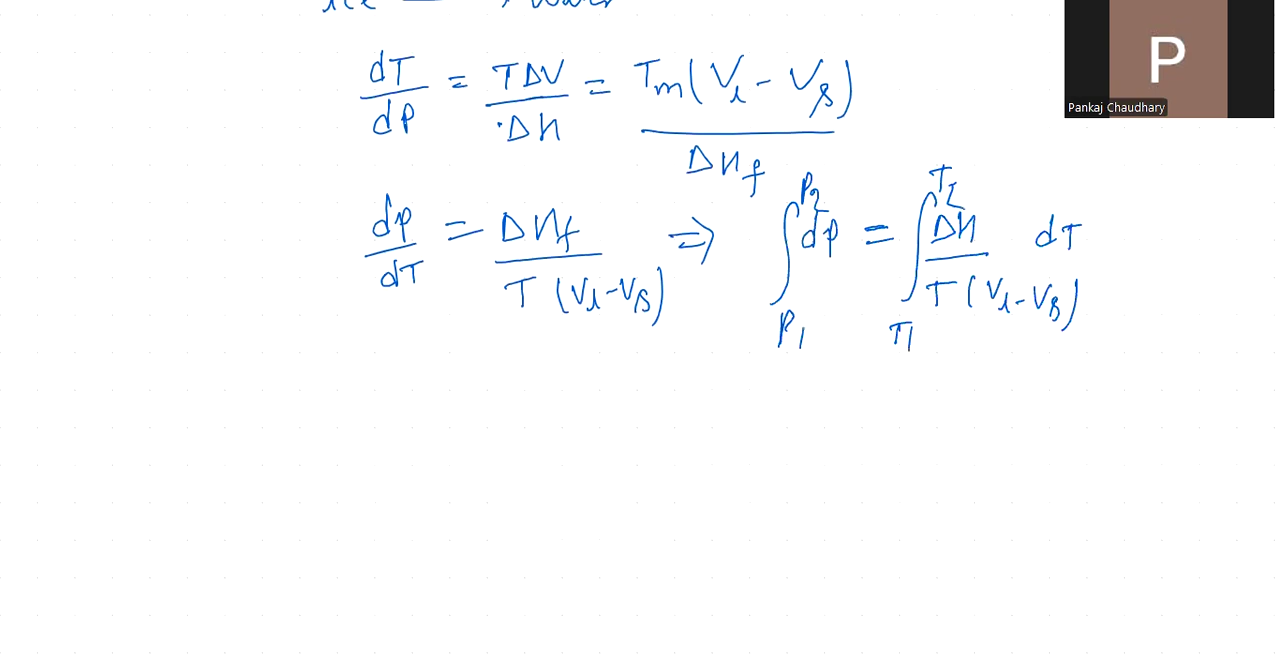 P
Pankaj Chaudhary
dT/dP = TΔV/ΔH = Tm(Vl - Vs)/ΔHf
dp/dT = ΔHf/T(Vl-Vs) ⇒ ∫P1^P2 dp = ∫T1^T2 ΔH/T(Vl-Vs) dT